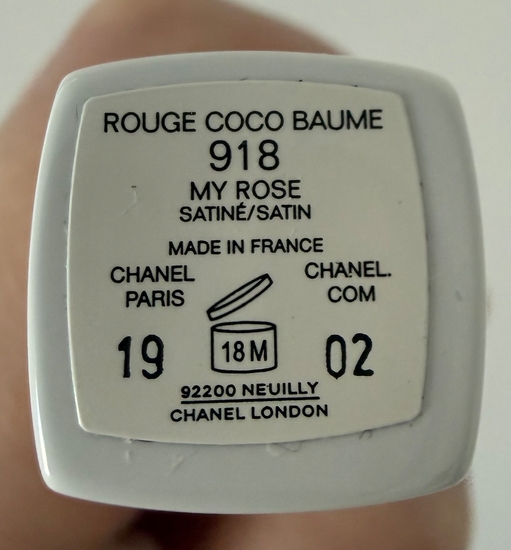 ROUGE COCO BAUME
918
MY ROSE
SATINÉ/SATIN
MADE IN FRANCE
CHANEL
PARIS
CHANEL.
COM
19
18 M
02
92200 NEUILLY
CHANEL LONDON